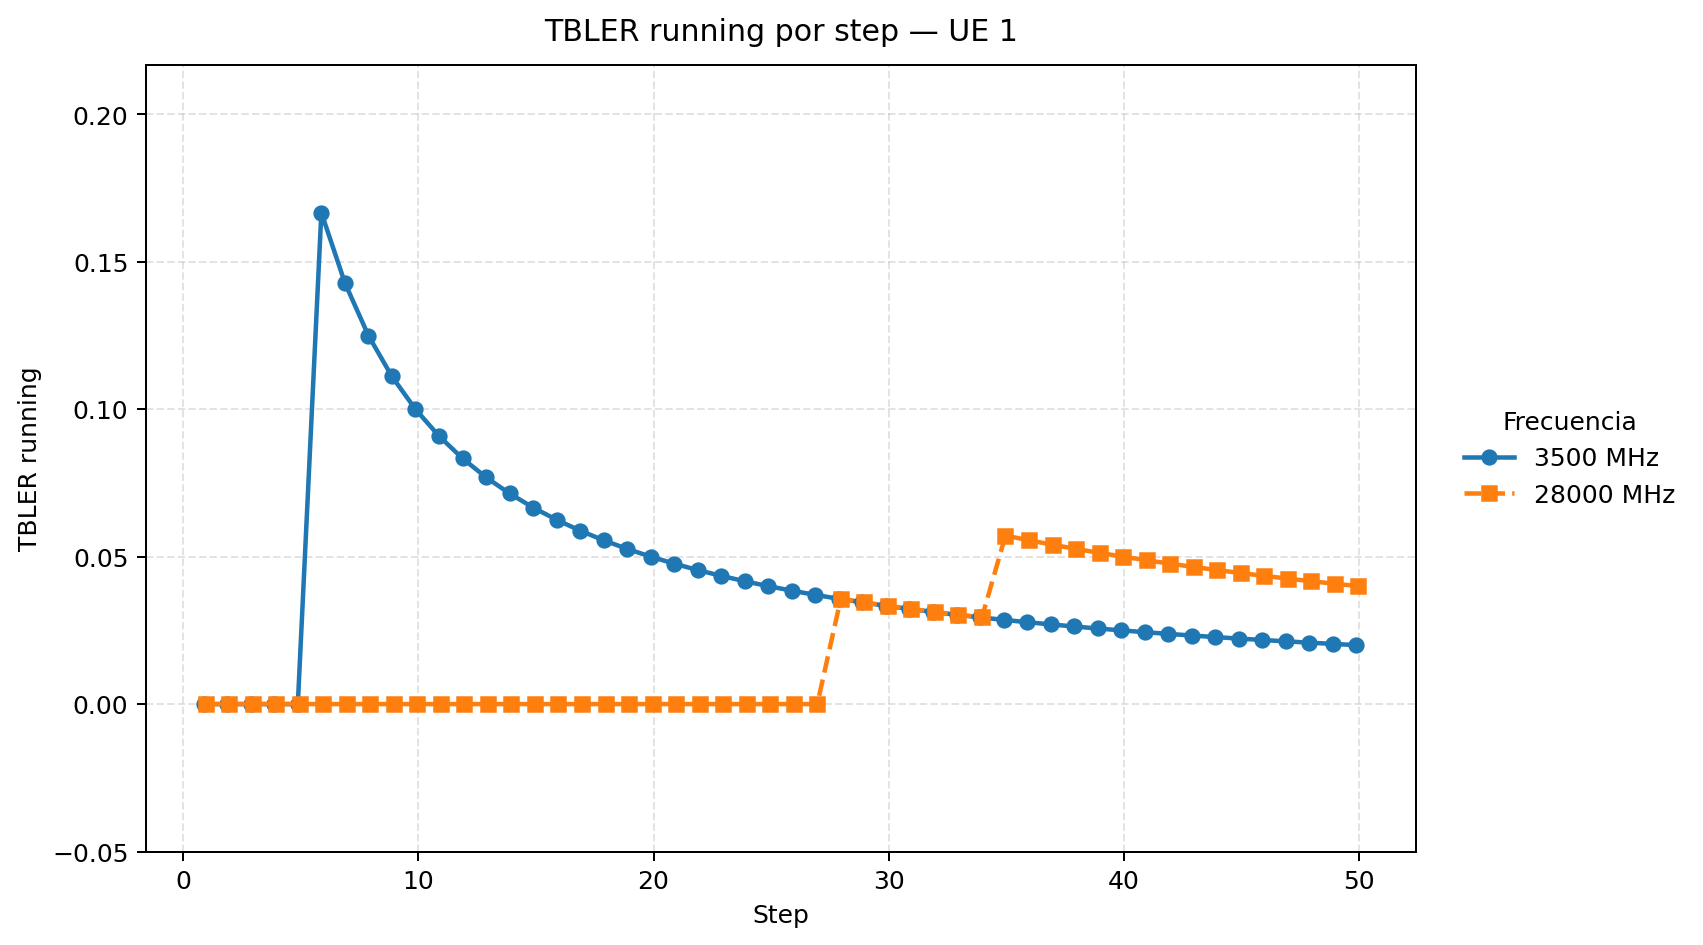 TBLER running por step — UE 1
TBLER running
0.20
0.15
0.10
0.05
0.00
−0.05
0
10
20
30
40
50
Step
Frecuencia
3500 MHz
28000 MHz